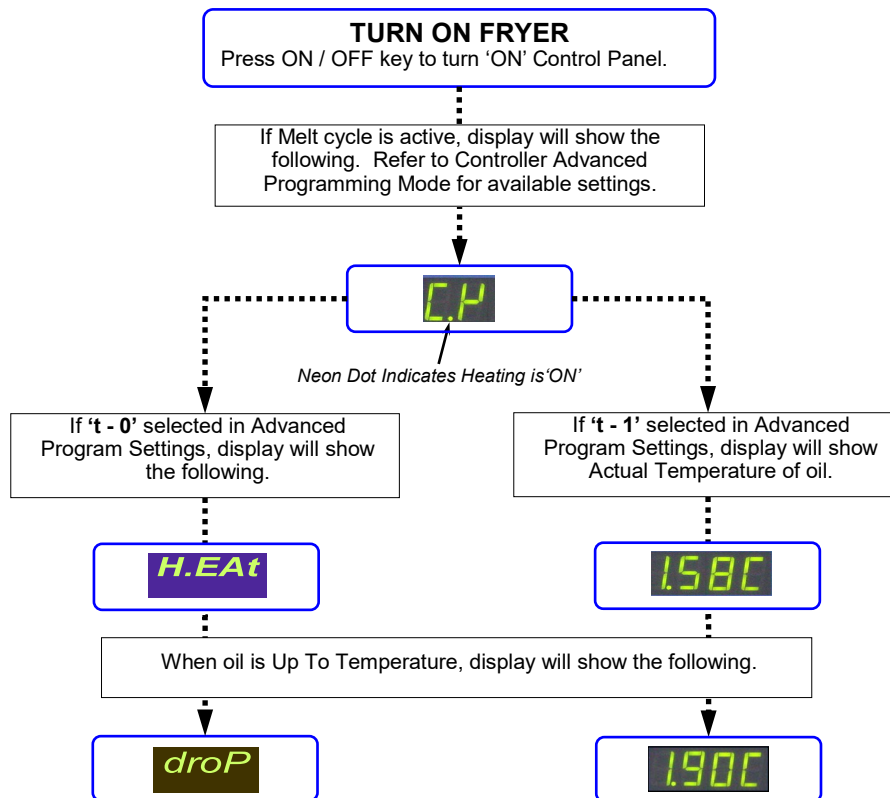 TURN ON FRYER
Press ON / OFF key to turn ‘ON’ Control Panel.
If Melt cycle is active, display will show the
following.  Refer to Controller Advanced
Programming Mode for available settings.
C.Y
Neon Dot Indicates Heating is‘ON’
If ‘t - 0’ selected in Advanced
Program Settings, display will show
the following.
If ‘t - 1’ selected in Advanced
Program Settings, display will show
Actual Temperature of oil.
H.EAt
1.58C
When oil is Up To Temperature, display will show the following.
droP
1.90C